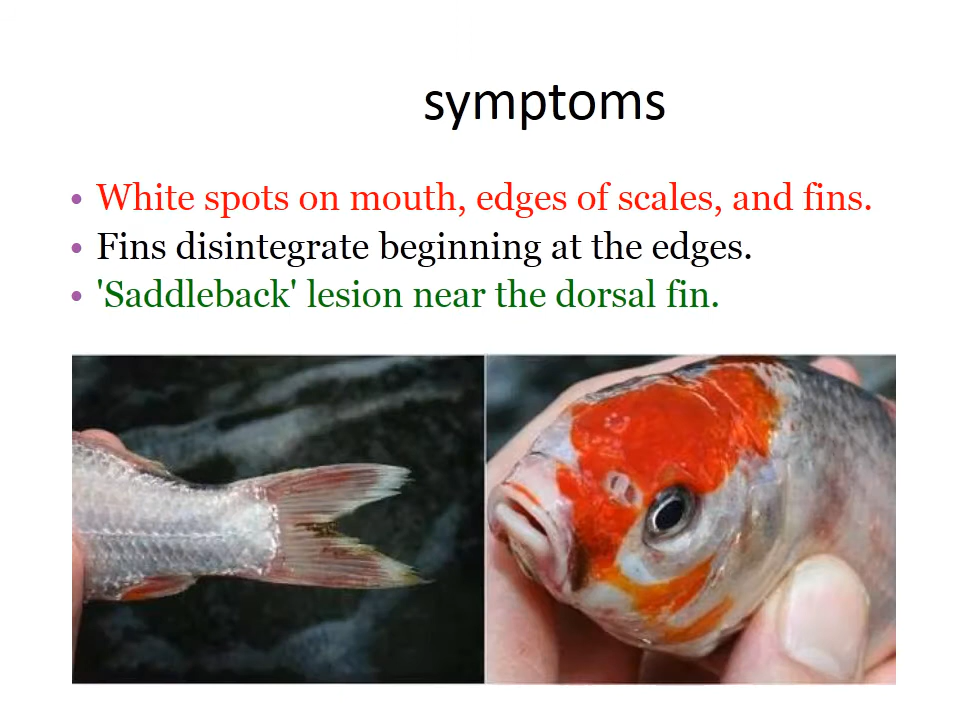 symptoms
• White spots on mouth, edges of scales, and fins.
• Fins disintegrate beginning at the edges.
• 'Saddleback' lesion near the dorsal fin.